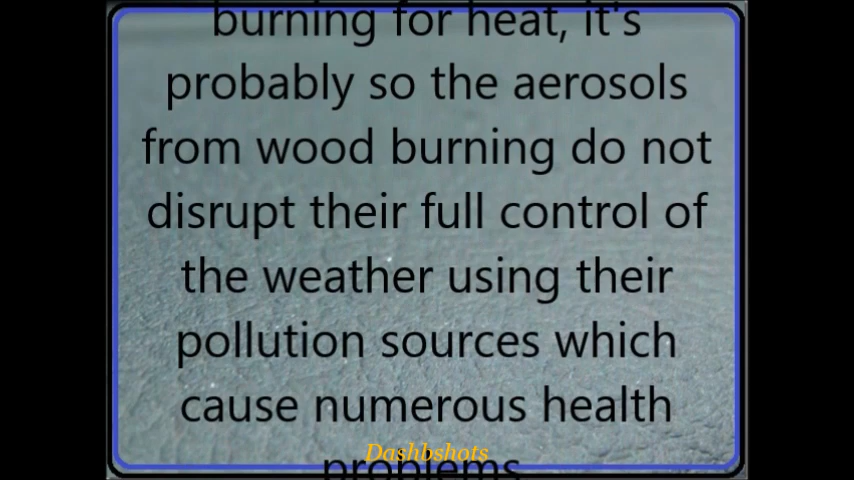 burning for heat, it's
probably so the aerosols
from wood burning do not
disrupt their full control of
the weather using their
pollution sources which
cause numerous health
Dashbshots
problems